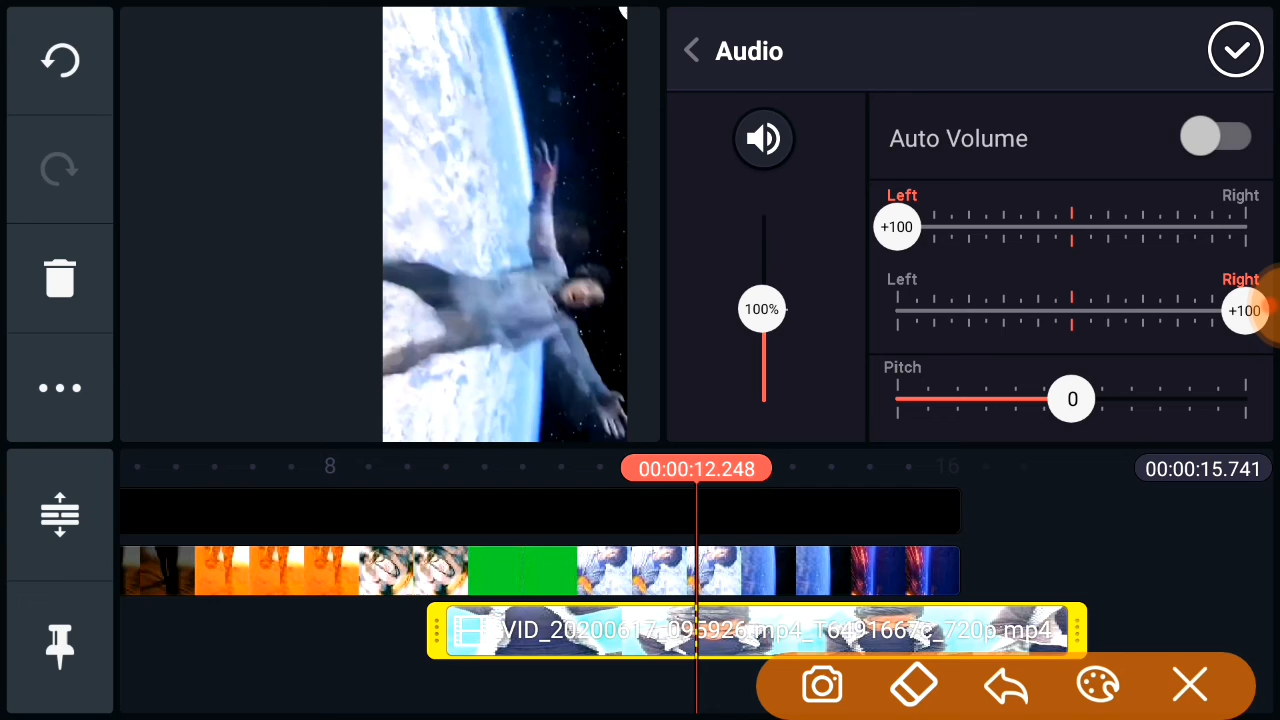 Audio
Auto Volume
Left
Right
+100
100%
Left
Right
+100
Pitch
0
8
00:00:12.248
16
00:00:15.741
VID_20200617_095926.mp4_T6491667C_720p.mp4